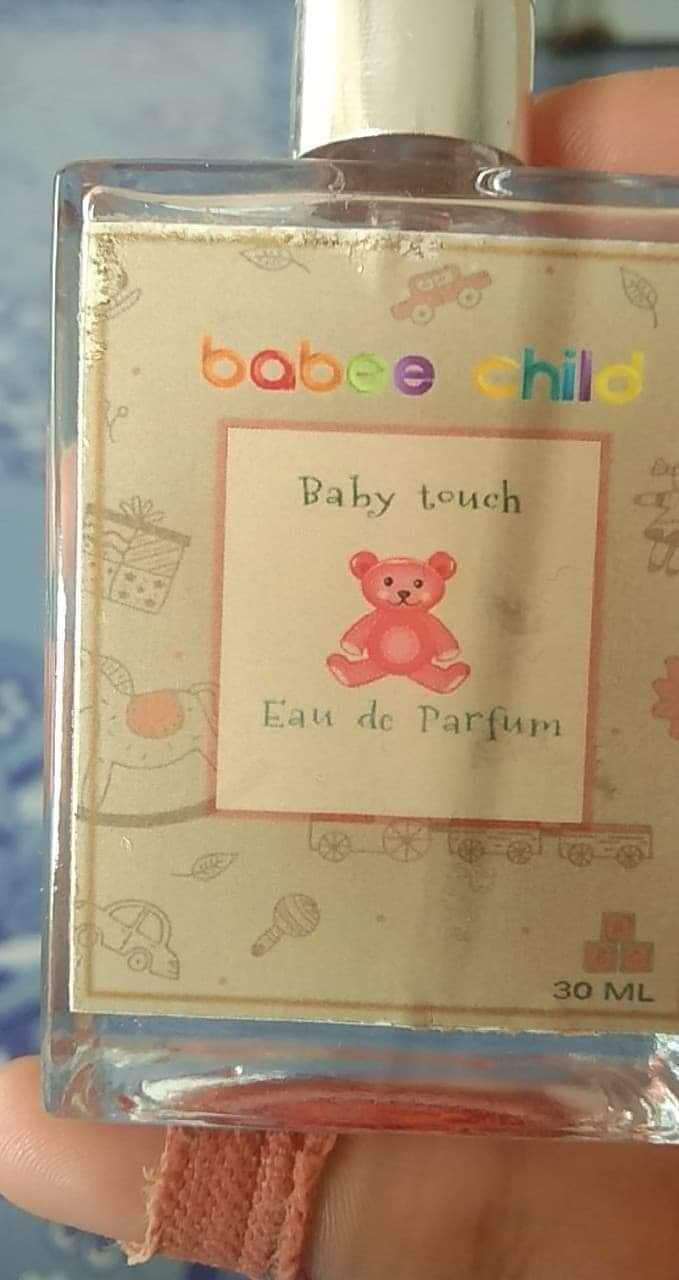 babee child
Baby touch
Eau de Parfum
30 ML